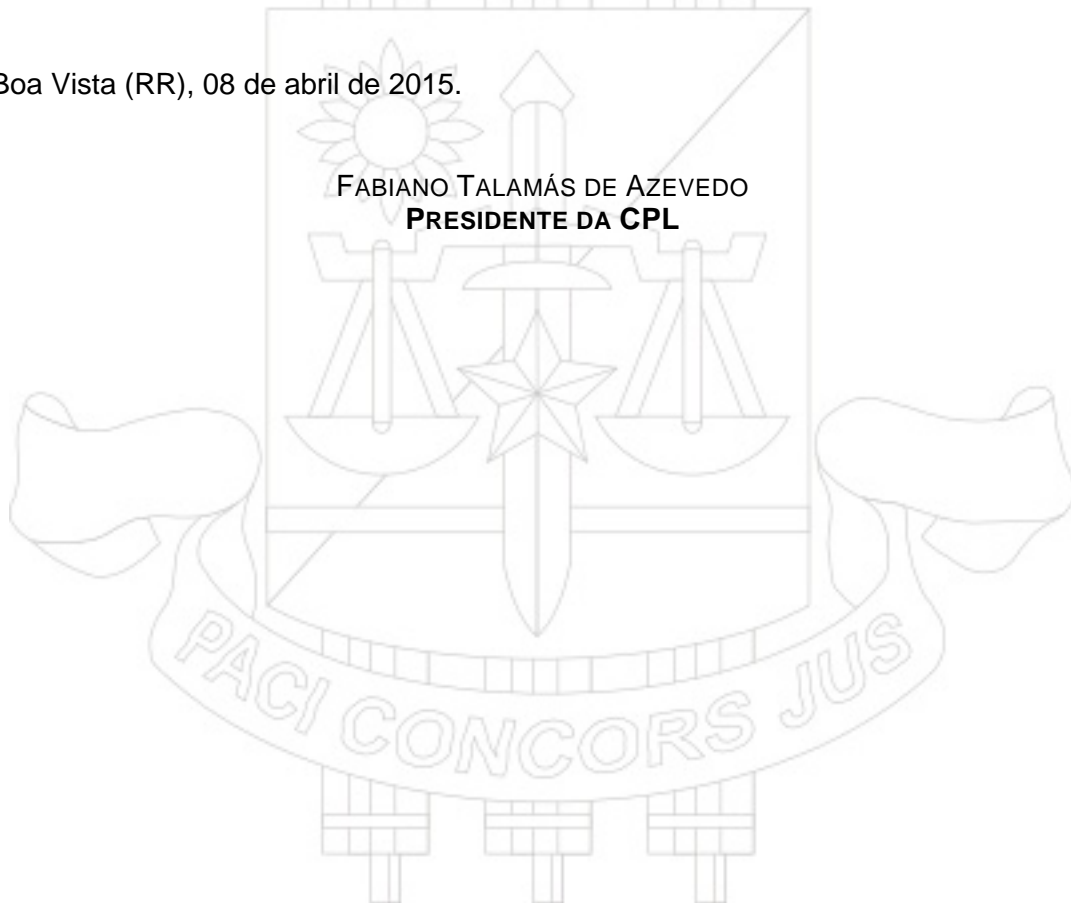 Boa Vista (RR), 08 de abril de 2015.
FABIANO TALAMÁS DE AZEVEDO
PRESIDENTE DA CPL
PACI CONCORS JUS